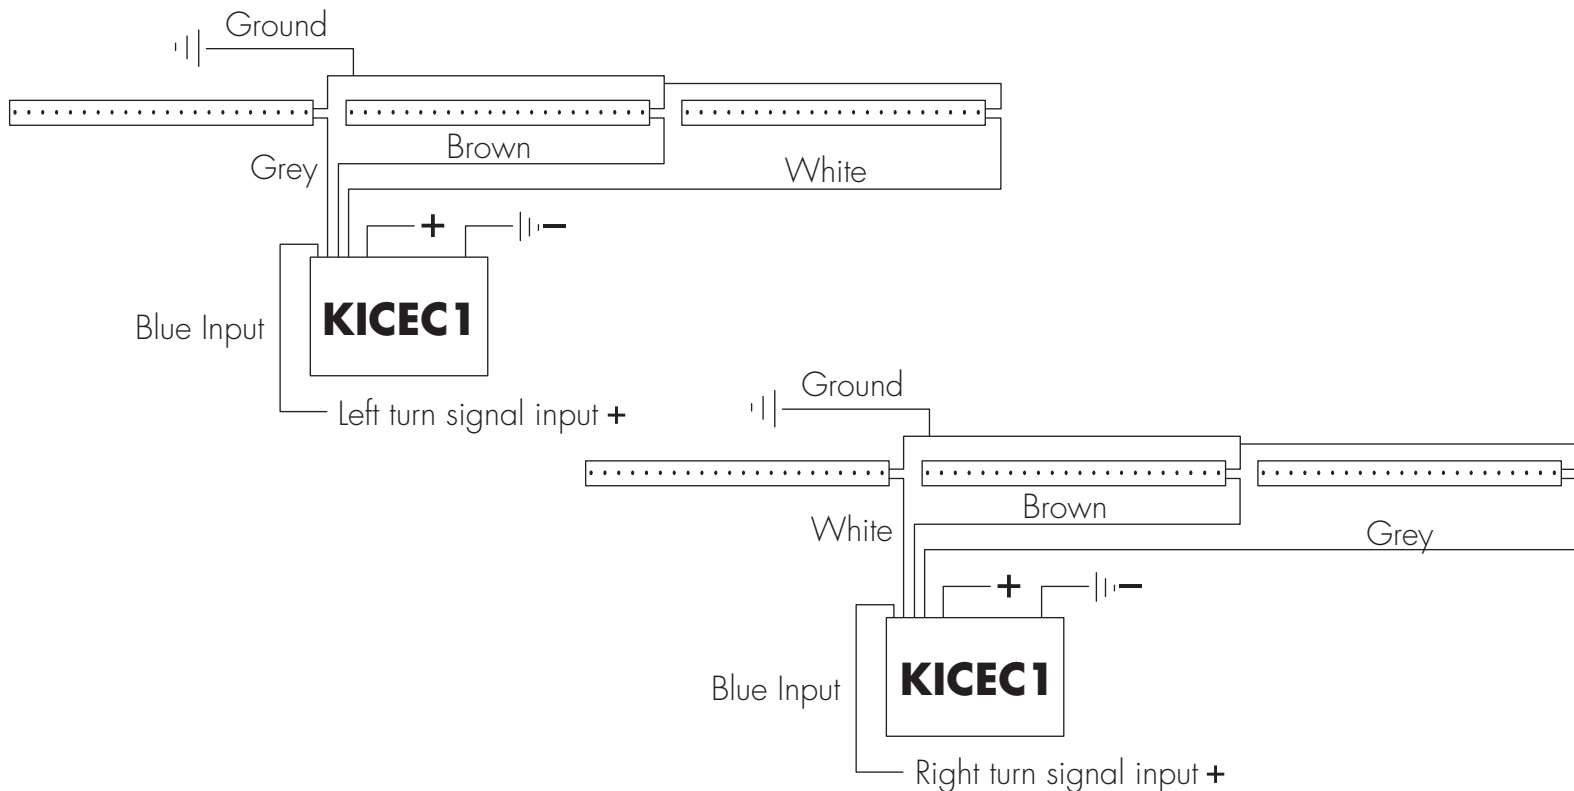 Ground
Brown
Grey
White
+
−
KICEC1
Blue Input
Left turn signal input +
Ground
Brown
White
Grey
+
−
KICEC1
Blue Input
Right turn signal input +